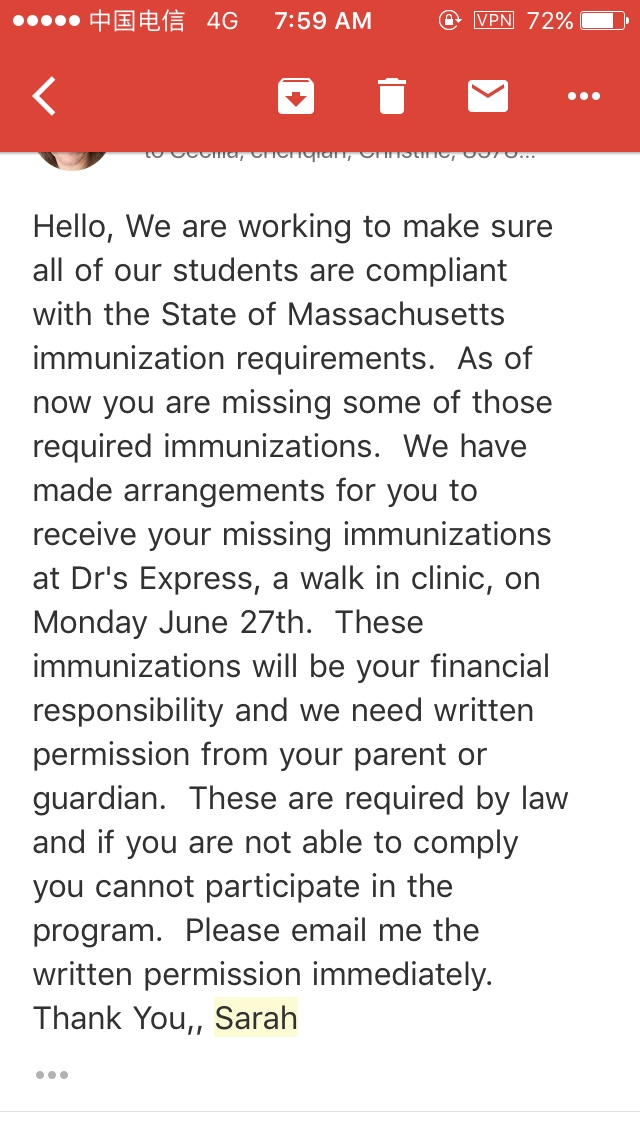 中国电信 4G 7:59 AM VPN 72%
Hello, We are working to make sure
all of our students are compliant
with the State of Massachusetts
immunization requirements.  As of
now you are missing some of those
required immunizations.  We have
made arrangements for you to
receive your missing immunizations
at Dr's Express, a walk in clinic, on
Monday June 27th.  These
immunizations will be your financial
responsibility and we need written
permission from your parent or
guardian.  These are required by law
and if you are not able to comply
you cannot participate in the
program.  Please email me the
written permission immediately.
Thank You,, Sarah